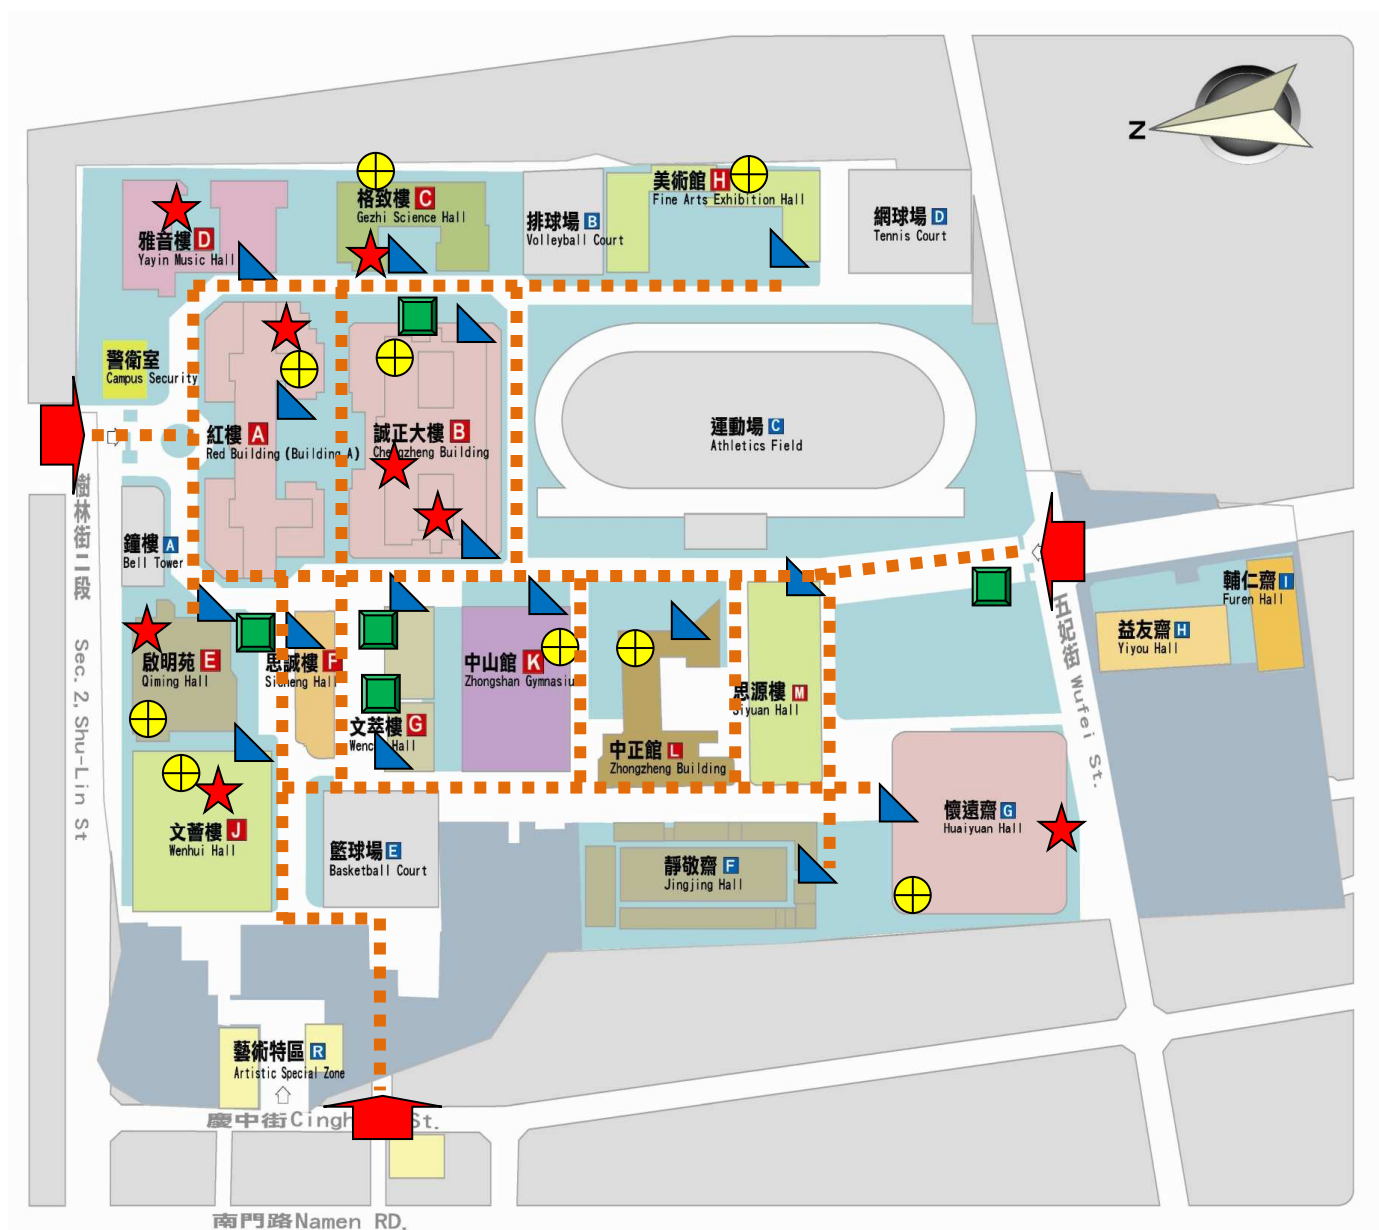 N
格致樓 C
Gezhi Science Hall
美術館 H
Fine Arts Exhibition Hall
排球場 B
Volleyball Court
網球場 D
Tennis Court
雅音樓 D
Yayin Music Hall
警衛室
Campus Security
紅樓 A
Red Building (Building A)
誠正大樓 B
Chengzheng Building
運動場 C
Athletics Field
樹林街二段 Sec. 2, Shu-Lin St
鐘樓 A
Bell Tower
啟明苑 E
Qiming Hall
思誠樓 F
Sicheng Hall
中山館 K
Zhongshan Gymnasiu
文萃樓 G
Hall
中正館 L
Zhongzheng Building
思源樓 M
Siyuan Hall
輔仁齋 I
Furen Hall
益友齋 H
Yiyou Hall
五妃街 Wufei St.
文薈樓 J
Wenhui Hall
籃球場 E
Basketball Court
靜敬齋 F
Jingjing Hall
懷遠齋 G
Huaiyuan Hall
藝術特區 R
Artistic Special Zone
慶中街 St.
南門路 Namen RD.